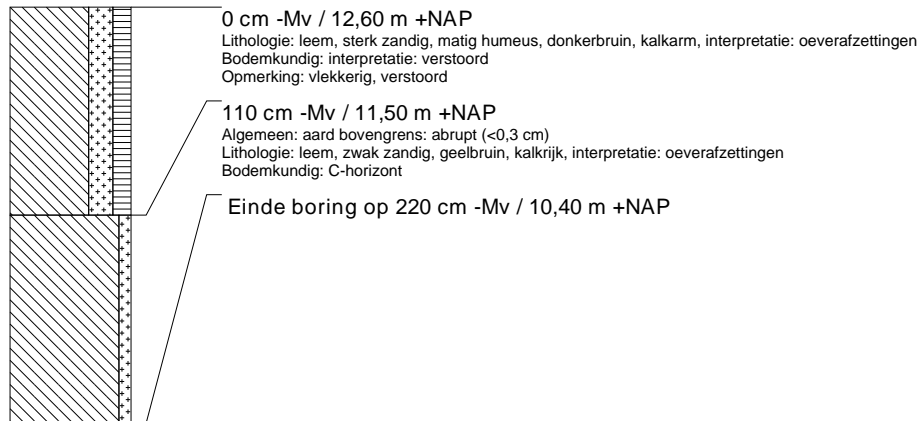 0 cm -Mv / 12,60 m +NAP
Lithologie: leem, sterk zandig, matig humeus, donkerbruin, kalkarm, interpretatie: oeverafzettingen
Bodemkundig: interpretatie: verstoord
Opmerking: vlekkerig, verstoord
110 cm -Mv / 11,50 m +NAP
Algemeen: aard bovengrens: abrupt (<0,3 cm)
Lithologie: leem, zwak zandig, geelbruin, kalkrijk, interpretatie: oeverafzettingen
Bodemkundig: C-horizont
Einde boring op 220 cm -Mv / 10,40 m +NAP